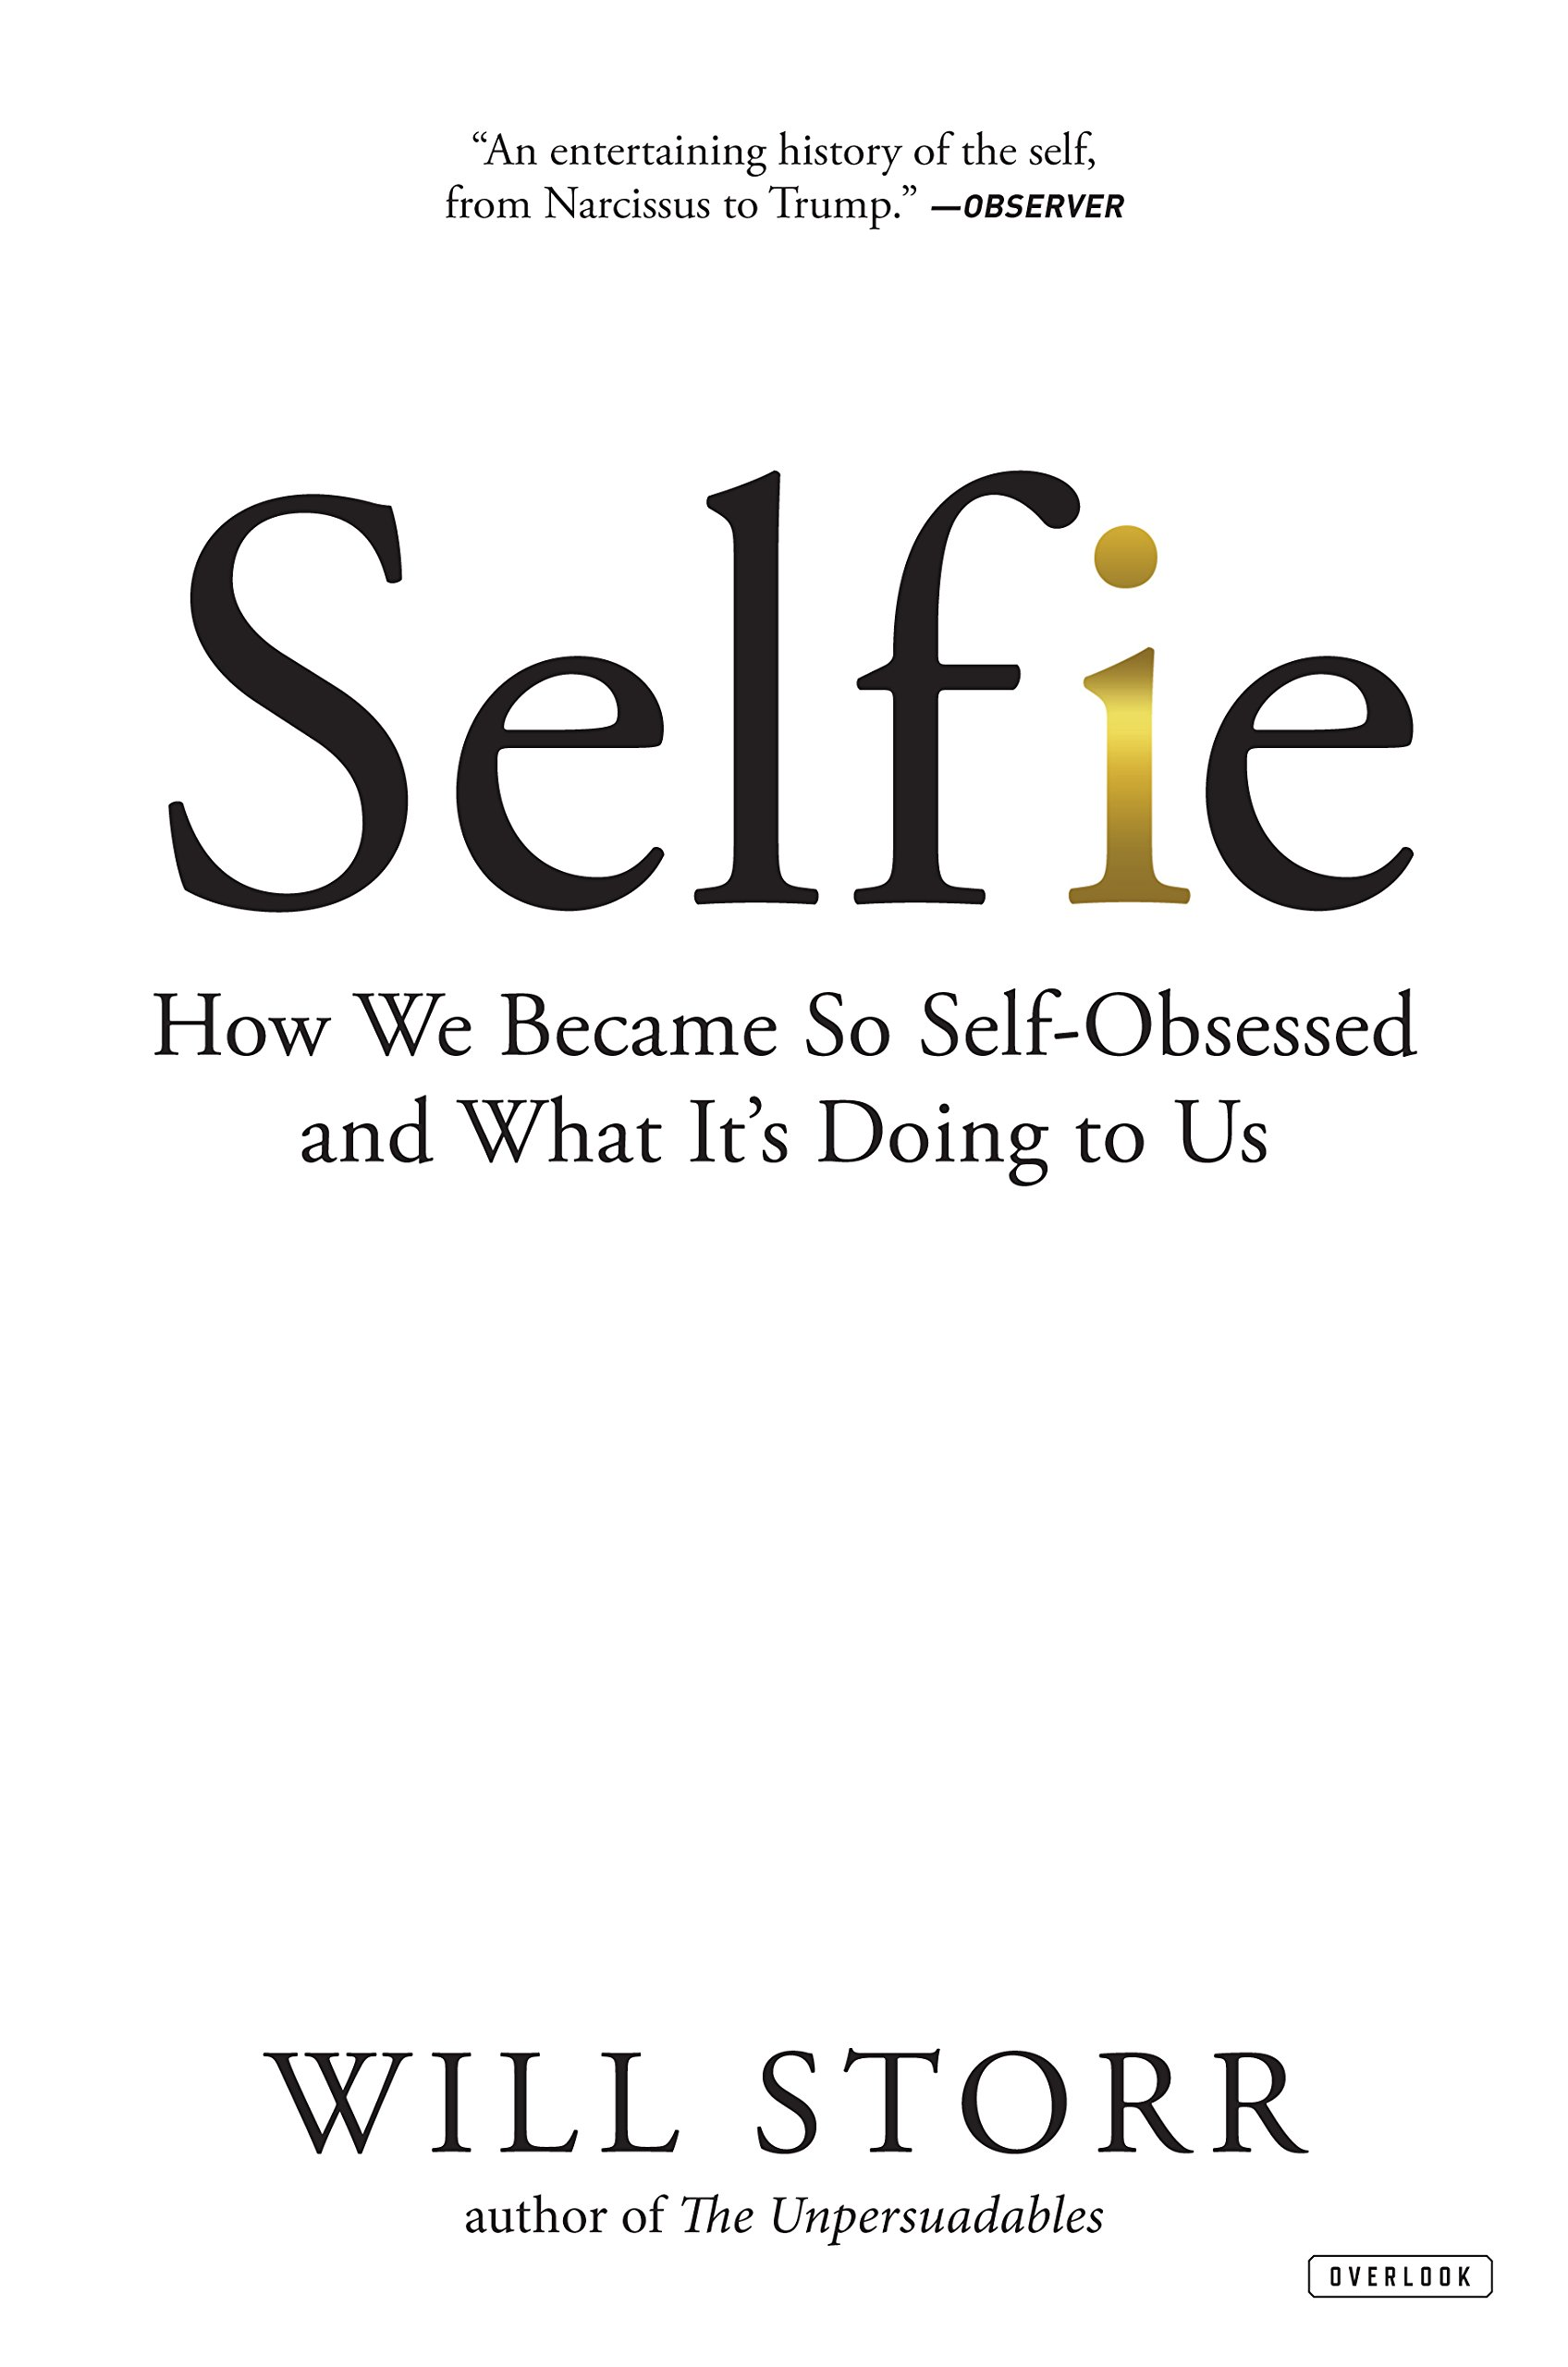 “An entertaining history of the self,
from Narcissus to Trump.” —OBSERVER
Selfie
How We Became So Self-Obsessed
and What It’s Doing to Us
WILL STORR
author of The Unpersuadables
OVERLOOK